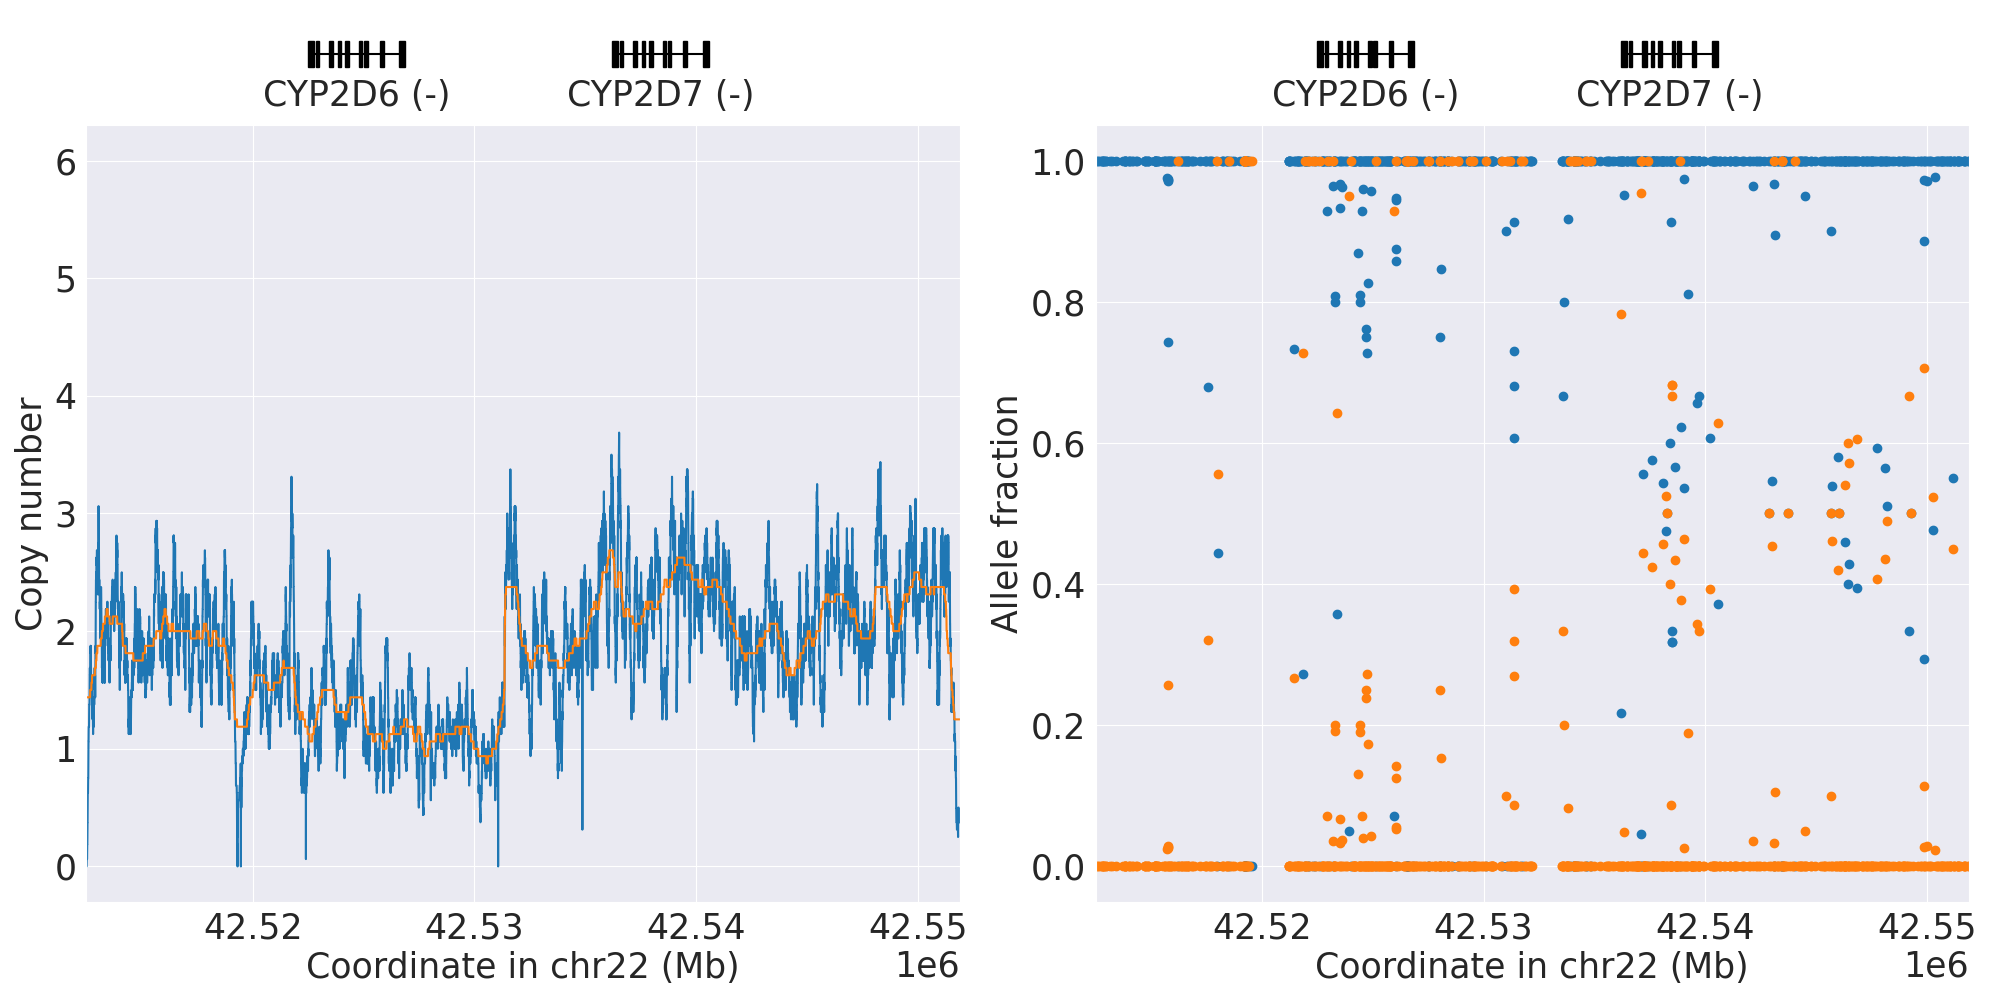 CYP2D6 (-)
CYP2D7 (-)
Copy number
6
5
4
3
2
1
0
42.52
42.53
42.54
42.55
Coordinate in chr22 (Mb)
1e6
CYP2D6 (-)
CYP2D7 (-)
Allele fraction
1.0
0.8
0.6
0.4
0.2
0.0
42.52
42.53
42.54
42.55
Coordinate in chr22 (Mb)
1e6